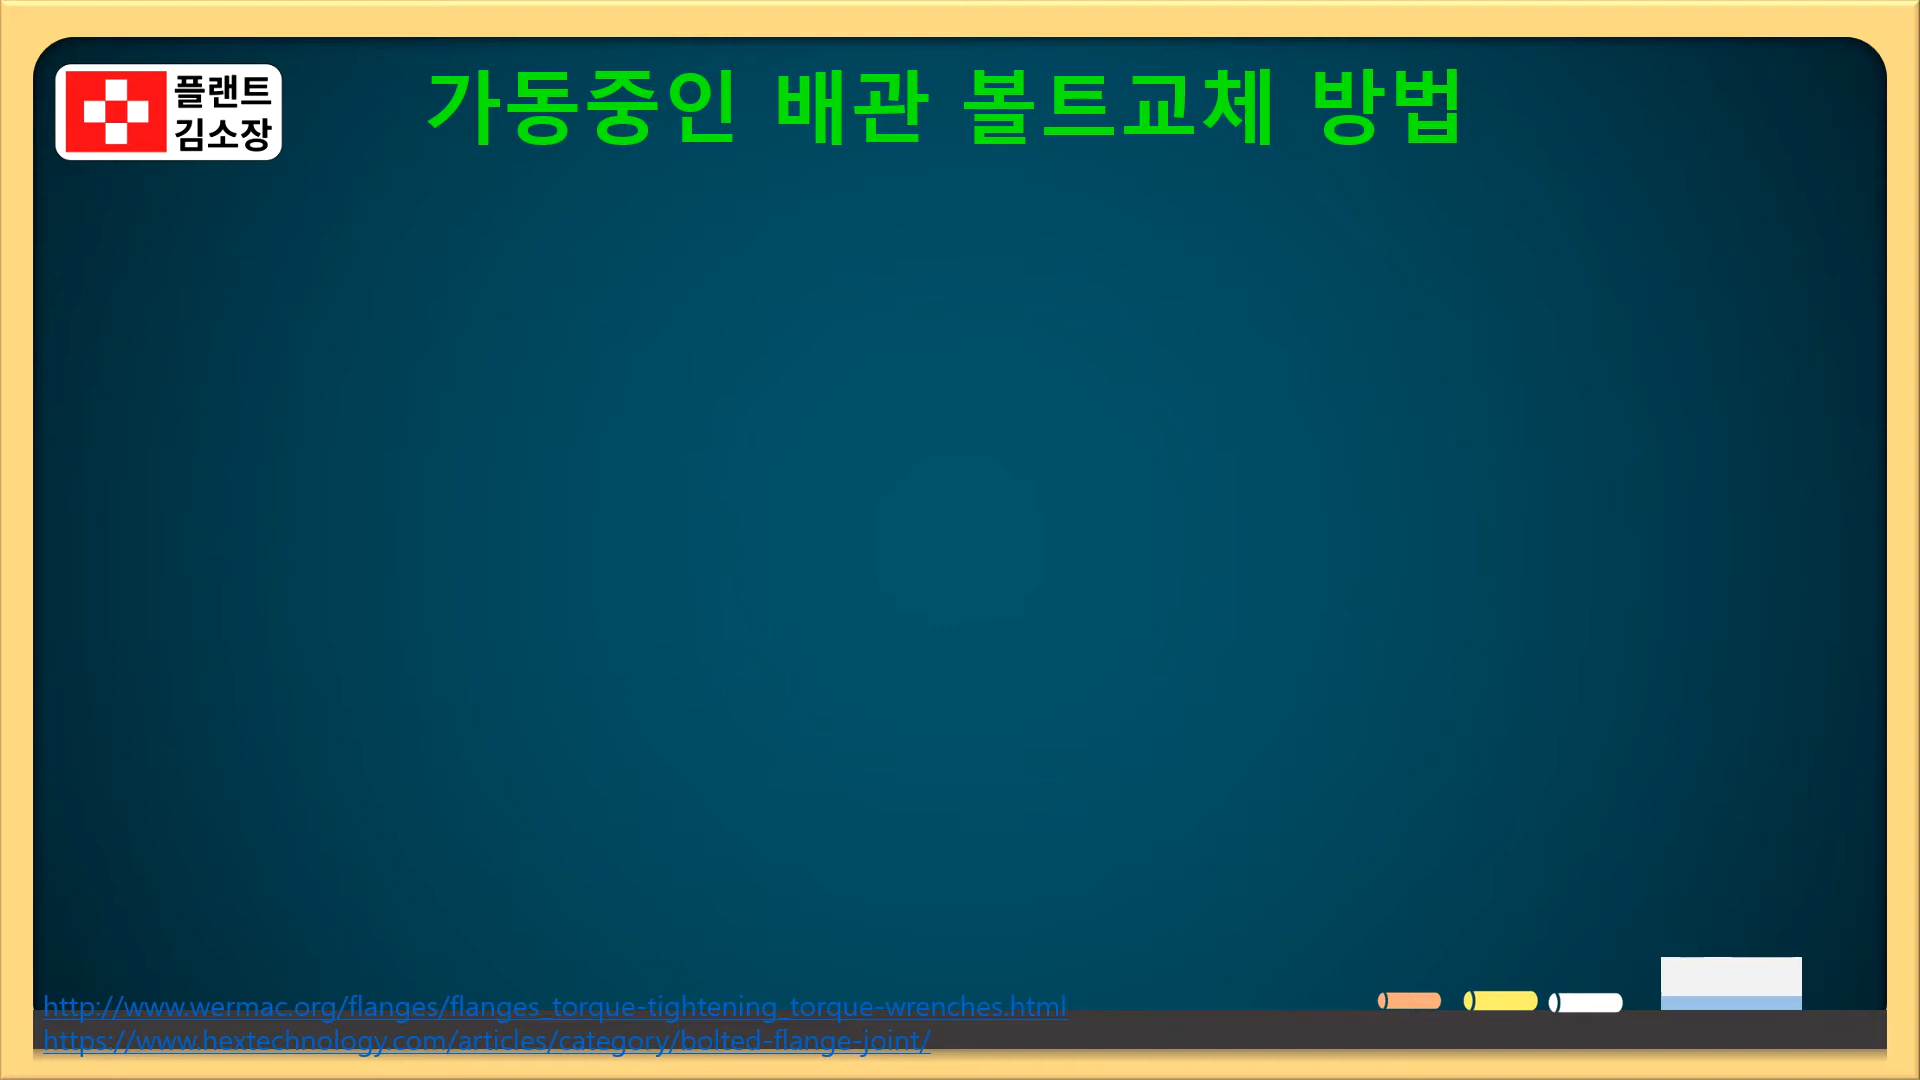 플랜트
김소장
가동중인 배관 볼트교체 방법
http://www.wermac.org/flanges/flanges_torque-tightening_torque-wrenches.html
https://www.hextechnology.com/articles/category/bolted-flange-joint/